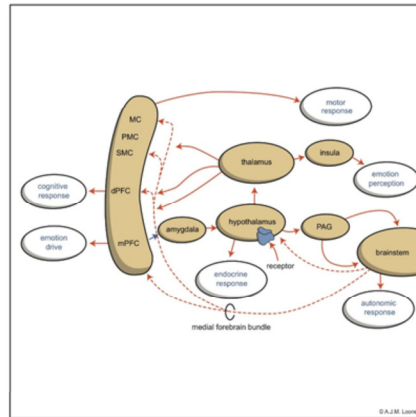 MC
PMC
SMC
dPFC
mPFC
motor
response
thalamus
insula
emotion
perception
cognitive
response
emotion
drive
amygdala
hypothalamus
PAG
brainstem
receptor
endocrine
response
autonomic
response
medial forebrain bundle